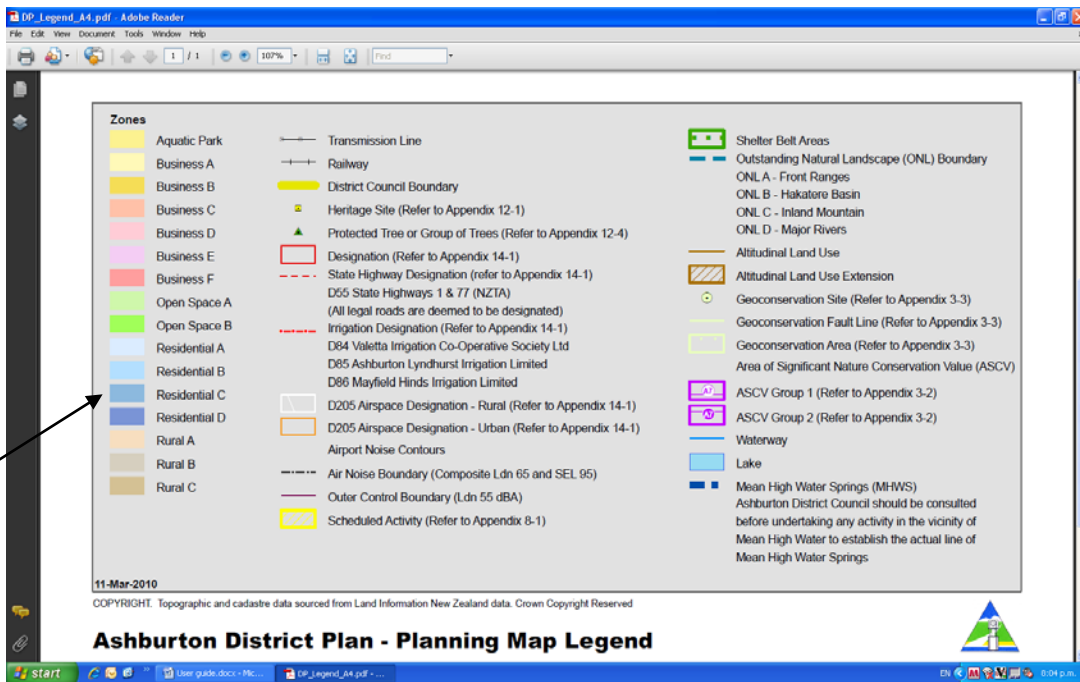 DP_Legend_A4.pdf - Adobe Reader
File Edit View Document Tools Window Help
1 / 1 107% Find
Zones
Aquatic Park
Business A
Business B
Business C
Business D
Business E
Business F
Open Space A
Open Space B
Residential A
Residential B
Residential C
Residential D
Rural A
Rural B
Rural C
Transmission Line
Railway
District Council Boundary
Heritage Site (Refer to Appendix 12-1)
Protected Tree or Group of Trees (Refer to Appendix 12-4)
Designation (Refer to Appendix 14-1)
State Highway Designation (refer to Appendix 14-1)
D55 State Highways 1 & 77 (NZTA)
(All legal roads are deemed to be designated)
Irrigation Designation (Refer to Appendix 14-1)
D84 Valetta Irrigation Co-Operative Society Ltd
D85 Ashburton Lyndhurst Irrigation Limited
D86 Mayfield Hinds Irrigation Limited
D205 Airspace Designation - Rural (Refer to Appendix 14-1)
D205 Airspace Designation - Urban (Refer to Appendix 14-1)
Airport Noise Contours
Air Noise Boundary (Composite Ldn 65 and SEL 95)
Outer Control Boundary (Ldn 55 dBA)
Scheduled Activity (Refer to Appendix 8-1)
Shelter Belt Areas
Outstanding Natural Landscape (ONL) Boundary
ONL A - Front Ranges
ONL B - Hakatere Basin
ONL C - Inland Mountain
ONL D - Major Rivers
Altitudinal Land Use
Altitudinal Land Use Extension
Geoconservation Site (Refer to Appendix 3-3)
Geoconservation Fault Line (Refer to Appendix 3-3)
Geoconservation Area (Refer to Appendix 3-3)
Area of Significant Nature Conservation Value (ASCV)
ASCV Group 1 (Refer to Appendix 3-2)
ASCV Group 2 (Refer to Appendix 3-2)
Waterway
Lake
Mean High Water Springs (MHWS)
Ashburton District Council should be consulted
before undertaking any activity in the vicinity of
Mean High Water to establish the actual line of
Mean High Water Springs
11-Mar-2010
COPYRIGHT. Topographic and cadastre data sourced from Land Information New Zealand data. Crown Copyright Reserved
Ashburton District Plan - Planning Map Legend
start User guide.docx - Mic... DP_Legend_A4.pdf - ... EN 0:04 p.m.